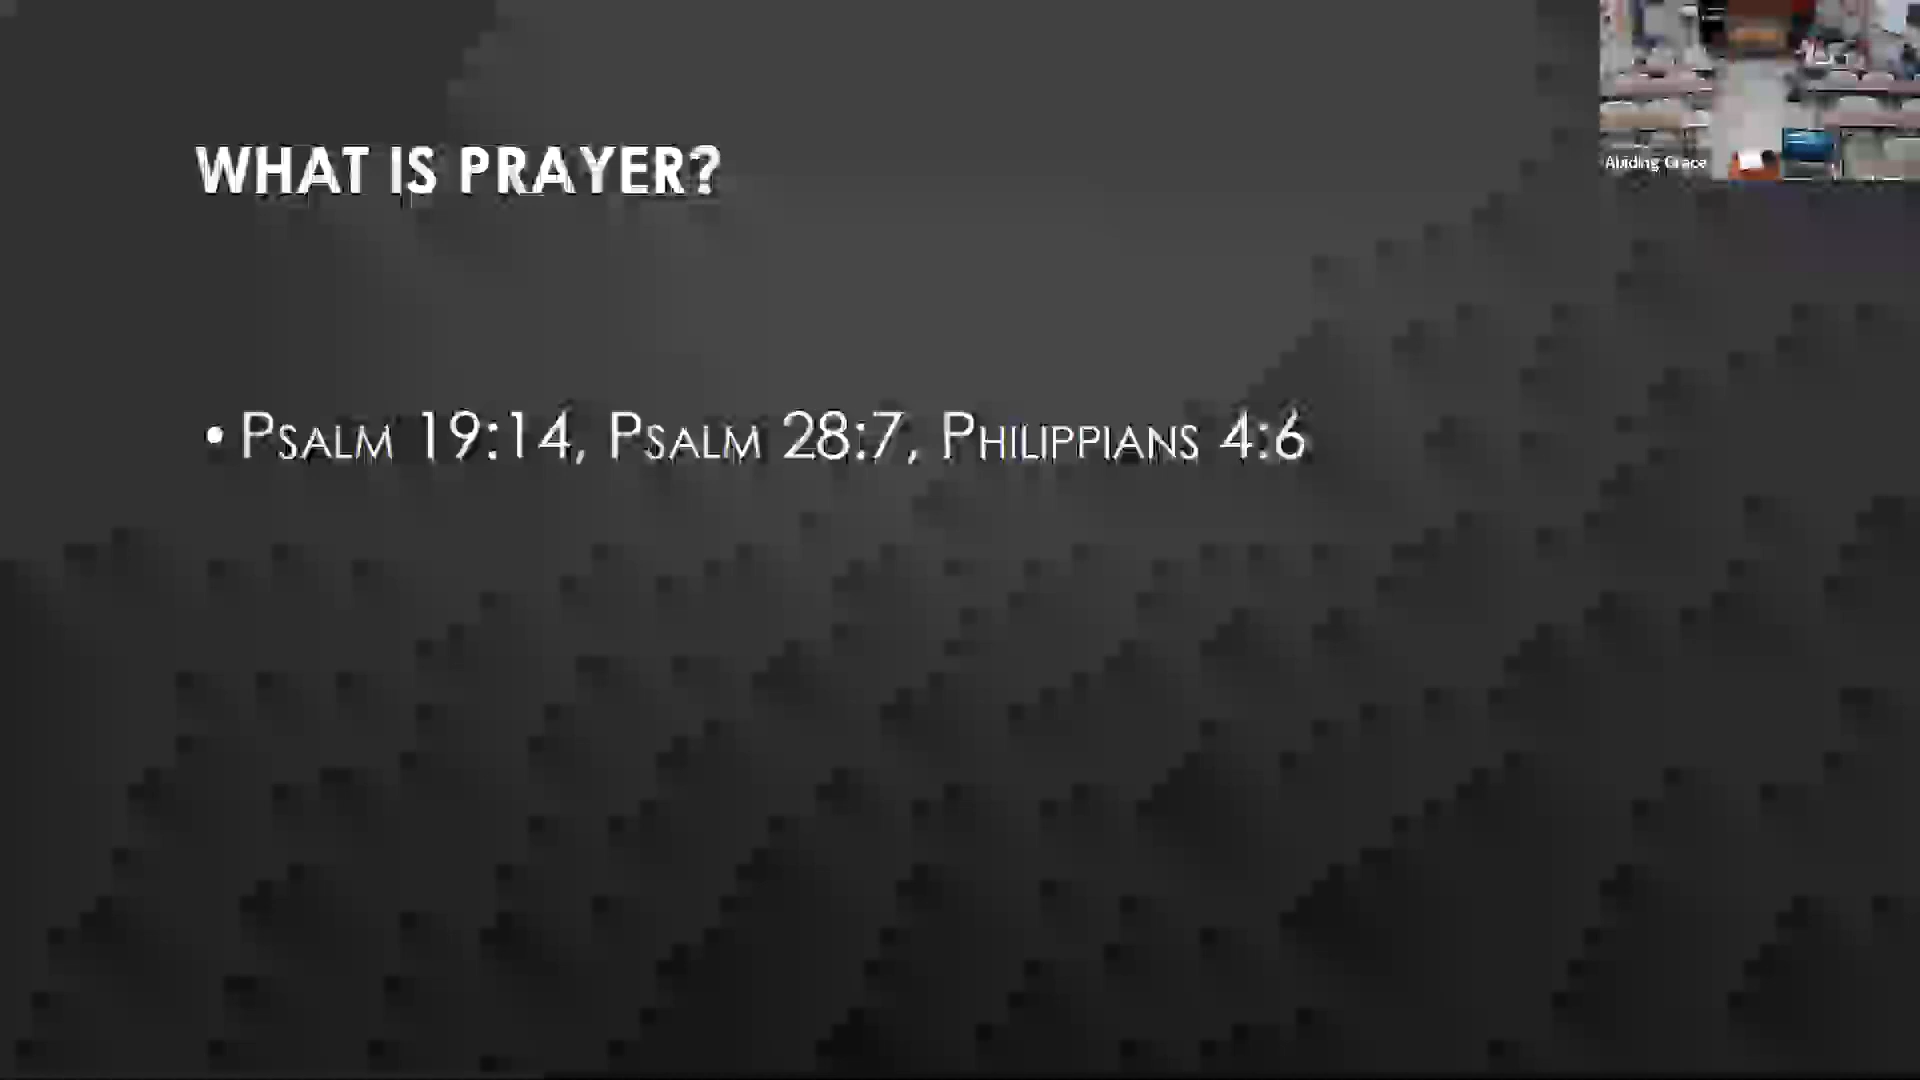 WHAT IS PRAYER?
• Psalm 19:14, Psalm 28:7, Philippians 4:6
Abiding Grace